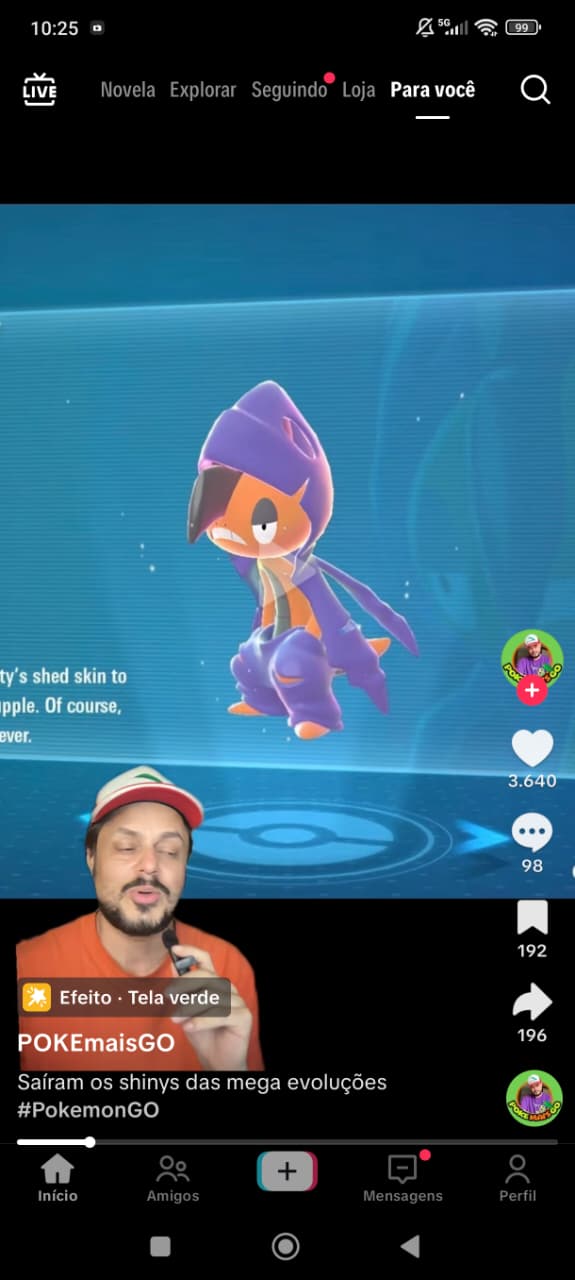 10:25
5G
99
LIVE
Novela Explorar Seguindo Loja Para você
ty's shed skin to
pple. Of course,
ever.
3.640
98
192
196
Efeito · Tela verde
POKEmaisGO
Saíram os shinys das mega evoluções
#PokemonGO
POKEMAISGO
Início
Amigos
Mensagens
Perfil